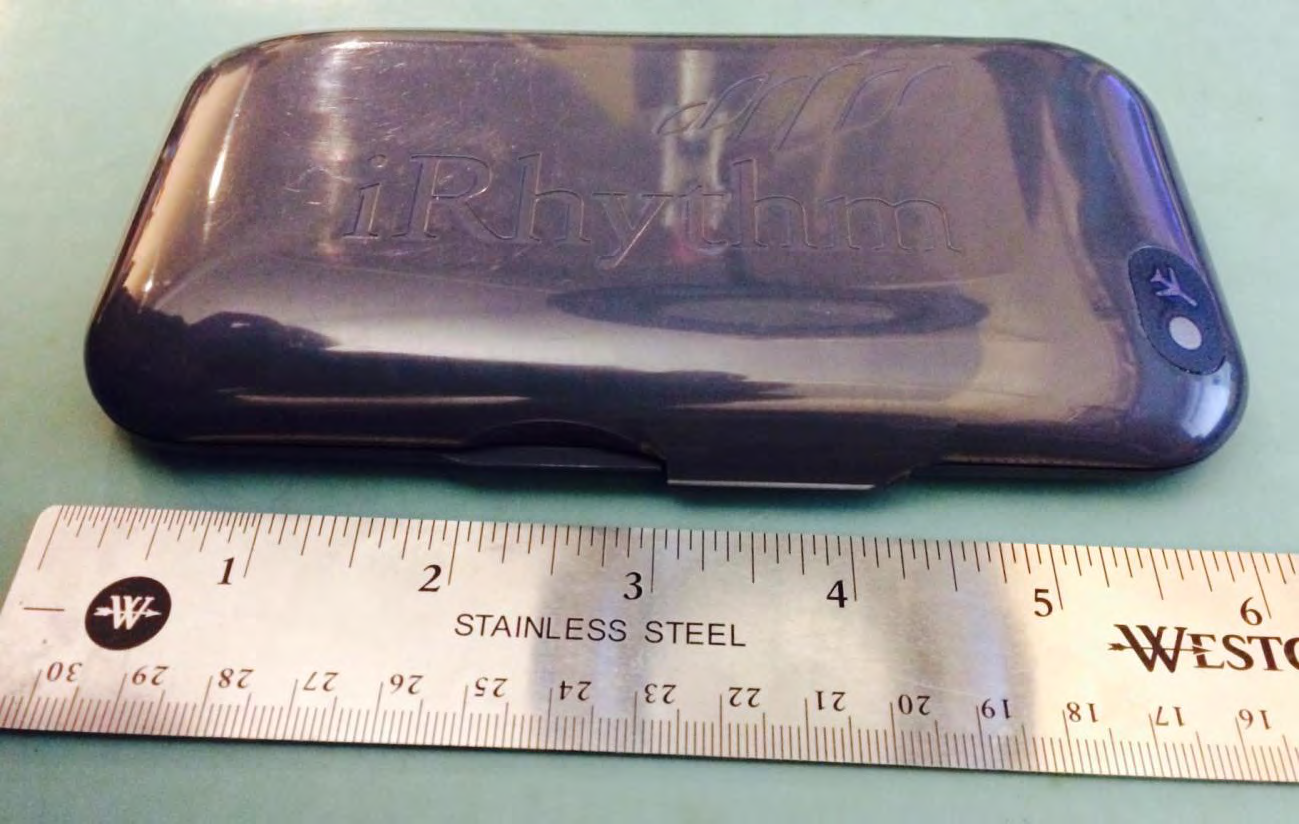 iRhythm
1 2 3 4 5 6
W WESTC
STAINLESS STEEL
30 29 28 27 26 25 24 23 22 21 20 19 18 17 16